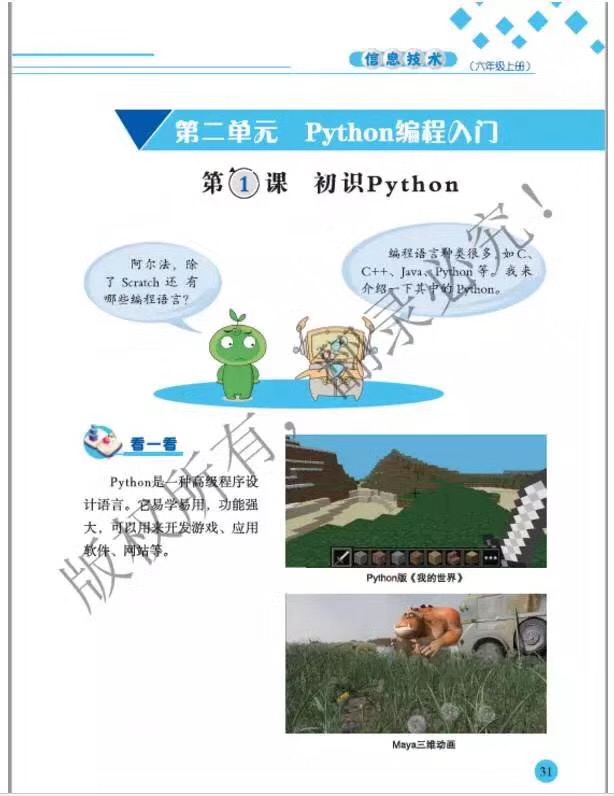 信息技术
（六年级上册）
第二单元 Python编程入门
第1课 初识Python
阿尔法，除
了 Scratch 还 有
哪些编程语言？
编程语言种类很多，如 C、
C++、Java、Python 等。我来
介绍一下其中的 Python。
看一看
Python是一种高级程序设
计语言。它易学易用，功能强
大，可以用来开发游戏、应用
软件、网站等。
Python版《我的世界》
Maya三维动画
31
版权所有，翻录必究！